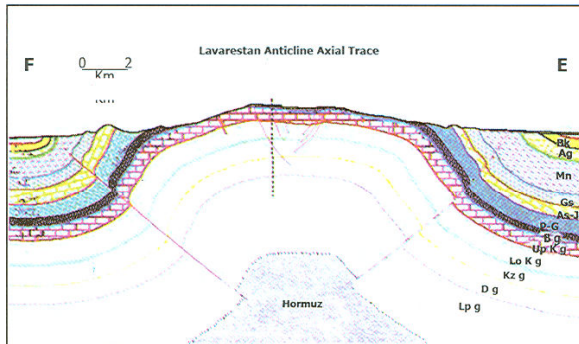 Lavarestan Anticline Axial Trace
F
0 2
Km
E
Bk
Ag
Mn
Gs
As-J
P-G
B g
Up K g
Lo K g
Kz g
D g
Lp g
Hormuz